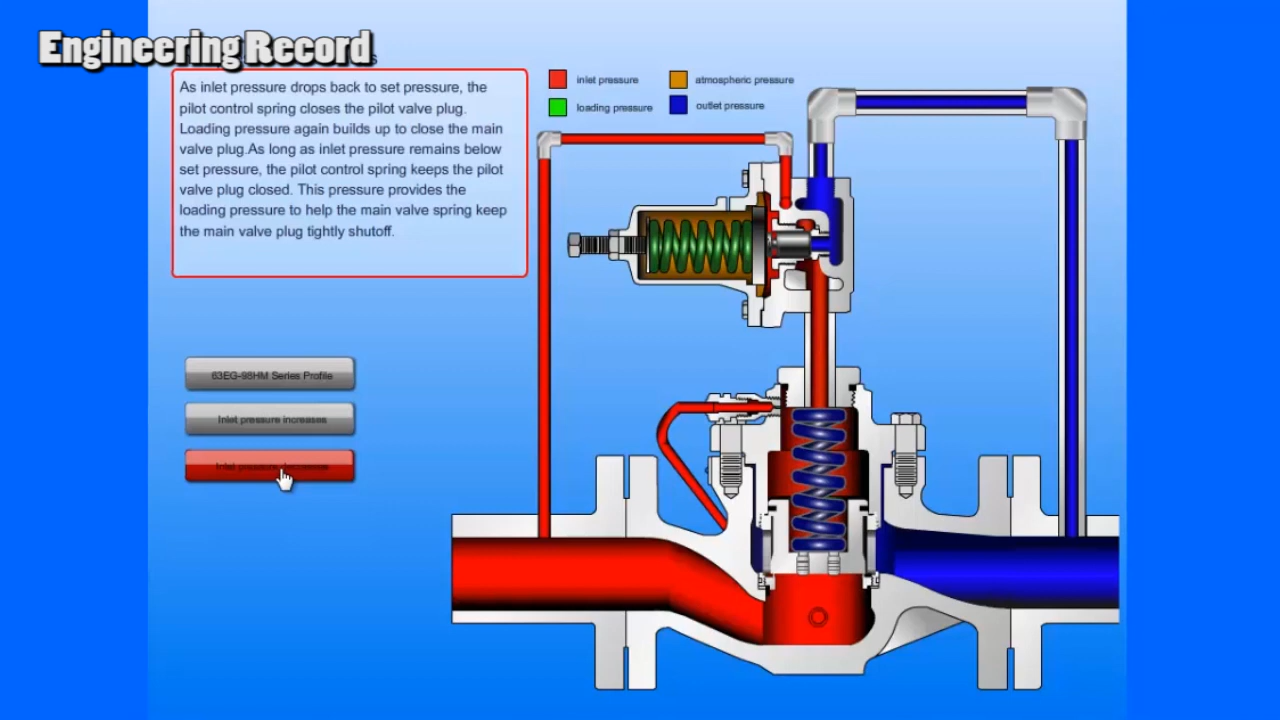 Engineering Record
As inlet pressure drops back to set pressure, the
pilot control spring closes the pilot valve plug.
Loading pressure again builds up to close the main
valve plug.As long as inlet pressure remains below
set pressure, the pilot control spring keeps the pilot
valve plug closed. This pressure provides the
loading pressure to help the main valve spring keep
the main valve plug tightly shutoff.
inlet pressure
atmospheric pressure
loading pressure
outlet pressure
63EG-98HM Series Profile
Inlet pressure increases
Inlet pressure decreases